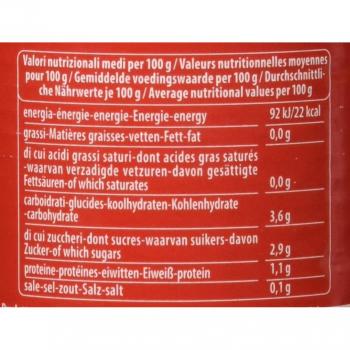 Valori nutrizionali medi per 100 g/Valeurs nutritionnelles moyennes
pour 100 g/Gemiddelde voedingswaarde per 100 g/Durchschnittli-
che Nährwerte je 100 g/Average nutritional values per 100 g
energia-énergie-energie-Energie-energy 92 kJ/22 kcal
grassi-Matières graisses-vetten-Fett-fat 0,0 g
di cui acidi grassi saturi-dont acides gras saturés
-waarvan verzadigde vetzuren-davon gesättigte
Fettsäuren-of which saturates 0,0 g
carboidrati-glucides-koolhydraten-Kohlenhydrate
-carbohydrate 3,6 g
di cui zuccheri-dont sucres-waarvan suikers-davon
Zucker-of which sugars 2,9 g
proteine-protéines-eiwitten-Eiweiß-protein 1,1 g
sale-sel-zout-Salz-salt 0,1 g